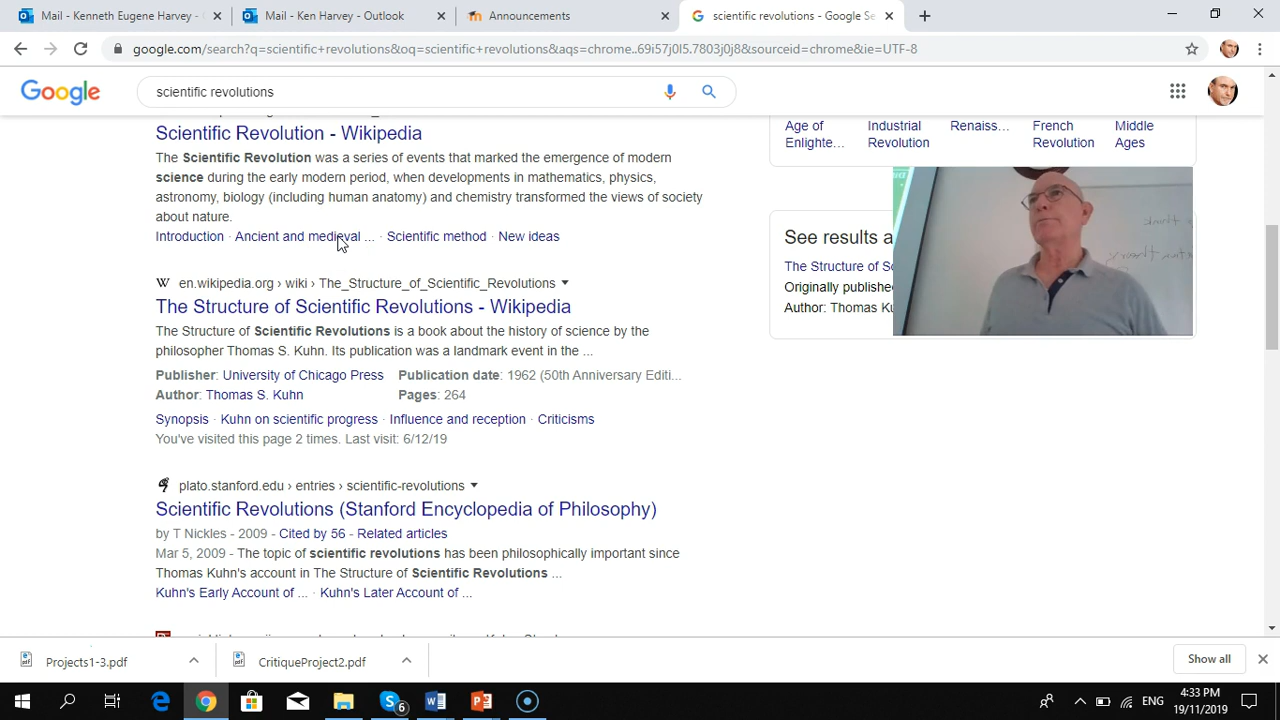 Mail - Kenneth Eugene Harvey -
Mail - Ken Harvey - Outlook
Announcements
scientific revolutions - Google Se
google.com/search?q=scientific+revolutions&oq=scientific+revolutions&aqs=chrome..69i57j0l5.7803j0j8&sourceid=chrome&ie=UTF-8
Google
scientific revolutions
Scientific Revolution - Wikipedia
The Scientific Revolution was a series of events that marked the emergence of modern
science during the early modern period, when developments in mathematics, physics,
astronomy, biology (including human anatomy) and chemistry transformed the views of society
about nature.
Introduction · Ancient and medieval ... · Scientific method · New ideas
W en.wikipedia.org › wiki › The_Structure_of_Scientific_Revolutions
The Structure of Scientific Revolutions - Wikipedia
The Structure of Scientific Revolutions is a book about the history of science by the
philosopher Thomas S. Kuhn. Its publication was a landmark event in the ...
Publisher: University of Chicago Press Publication date: 1962 (50th Anniversary Editi...
Author: Thomas S. Kuhn Pages: 264
Synopsis · Kuhn on scientific progress · Influence and reception · Criticisms
You've visited this page 2 times. Last visit: 6/12/19
plato.stanford.edu › entries › scientific-revolutions
Scientific Revolutions (Stanford Encyclopedia of Philosophy)
by T Nickles - 2009 - Cited by 56 - Related articles
Mar 5, 2009 - The topic of scientific revolutions has been philosophically important since
Thomas Kuhn's account in The Structure of Scientific Revolutions ...
Kuhn's Early Account of ... · Kuhn's Later Account of ...
Age of Industrial Renaiss... French Middle
Enlighte... Revolution Revolution Ages
See results a
The Structure of Sc
Originally publishe
Author: Thomas Ku
Projects1-3.pdf
CritiqueProject2.pdf
Show all
6
ENG
4:33 PM
19/11/2019